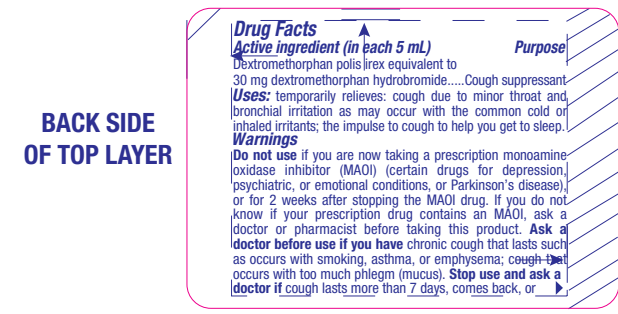 BACK SIDE
OF TOP LAYER
Drug Facts
Active ingredient (in each 5 mL) Purpose
Dextromethorphan polis irex equivalent to
30 mg dextromethorphan hydrobromide.....Cough suppressant
Uses: temporarily relieves: cough due to minor throat and
bronchial irritation as may occur with the common cold or
inhaled irritants; the impulse to cough to help you get to sleep.
Warnings
Do not use if you are now taking a prescription monoamine
oxidase inhibitor (MAOI) (certain drugs for depression,
psychiatric, or emotional conditions, or Parkinson's disease),
or for 2 weeks after stopping the MAOI drug. If you do not
know if your prescription drug contains an MAOI, ask a
doctor or pharmacist before taking this product. Ask a
doctor before use if you have chronic cough that lasts such
as occurs with smoking, asthma, or emphysema; cough that
occurs with too much phlegm (mucus). Stop use and ask a
doctor if cough lasts more than 7 days, comes back, or